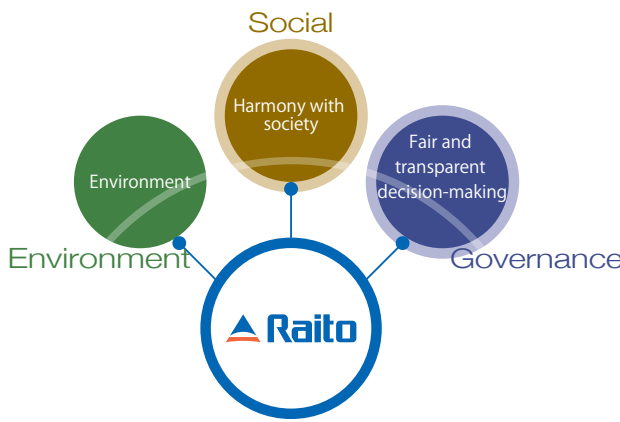 Social
Harmony with
society
Environment
Fair and
transparent
decision-making
Environment
Governance
Raito